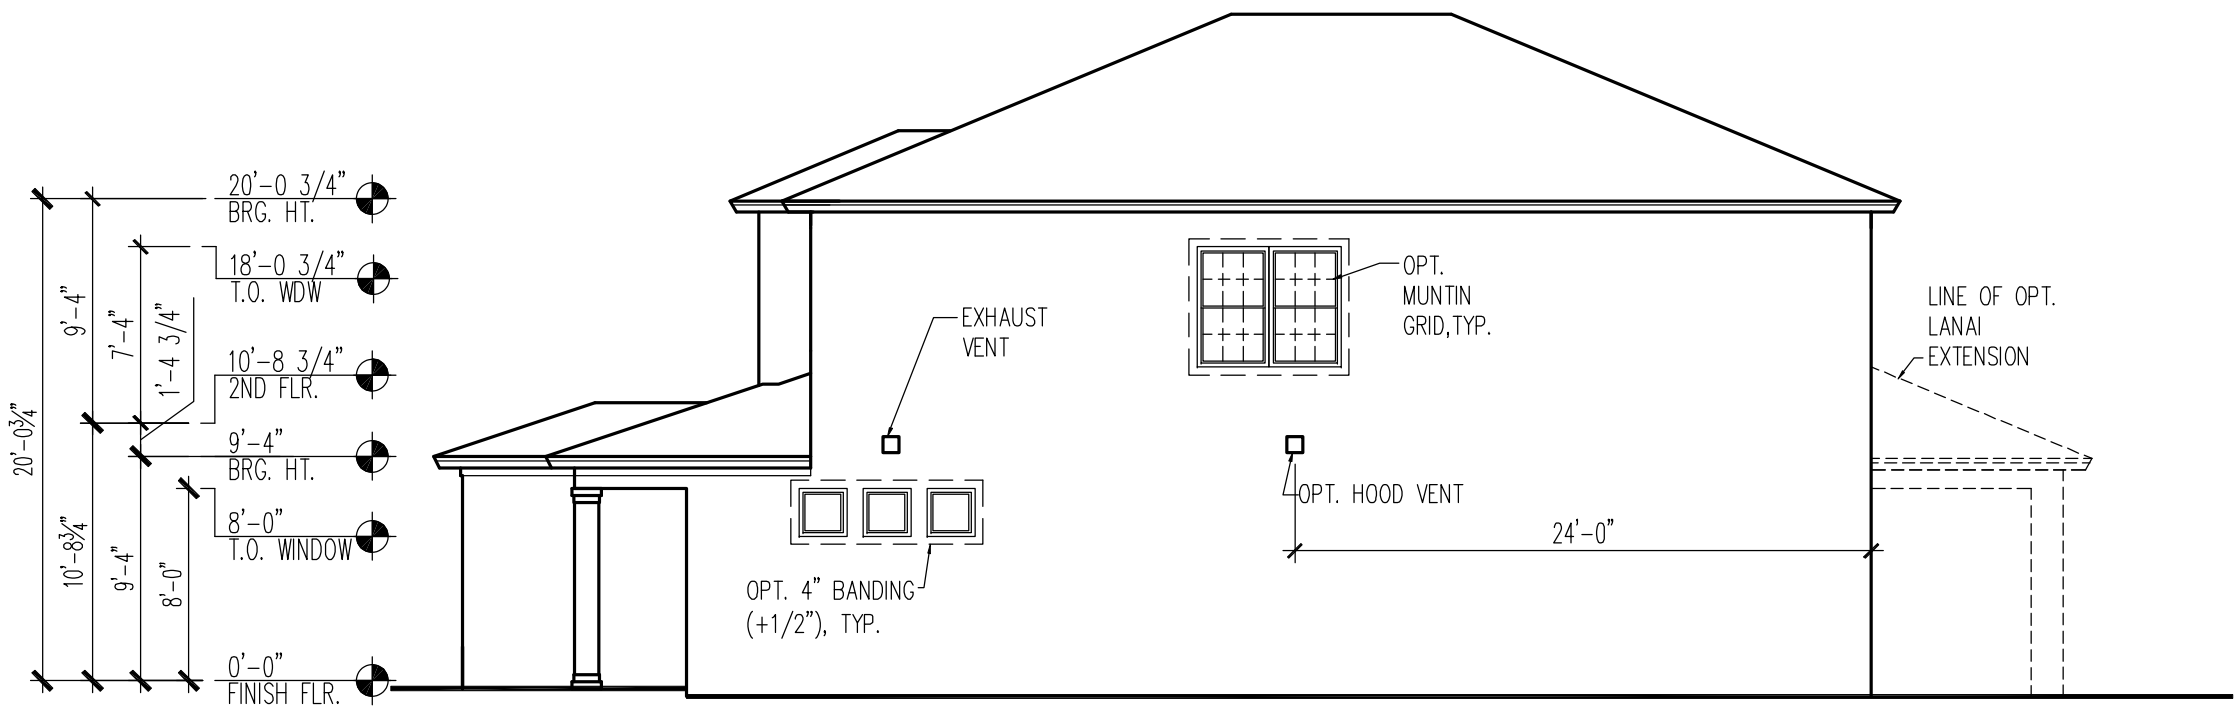 20'-0 3/4"
BRG. HT.
18'-0 3/4"
T.O. WDW
10'-8 3/4"
2ND FLR.
9'-4"
BRG. HT.
8'-0"
T.O. WINDOW
0'-0"
FINISH FLR.
20'-0¾"
9'-4"
10'-8¾"
7'-4"
1'-4 3/4"
9'-4"
8'-0"
EXHAUST
VENT
OPT.
MUNTIN
GRID,TYP.
LINE OF OPT.
LANAI
EXTENSION
OPT. HOOD VENT
24'-0"
OPT. 4" BANDING
(+1/2"), TYP.